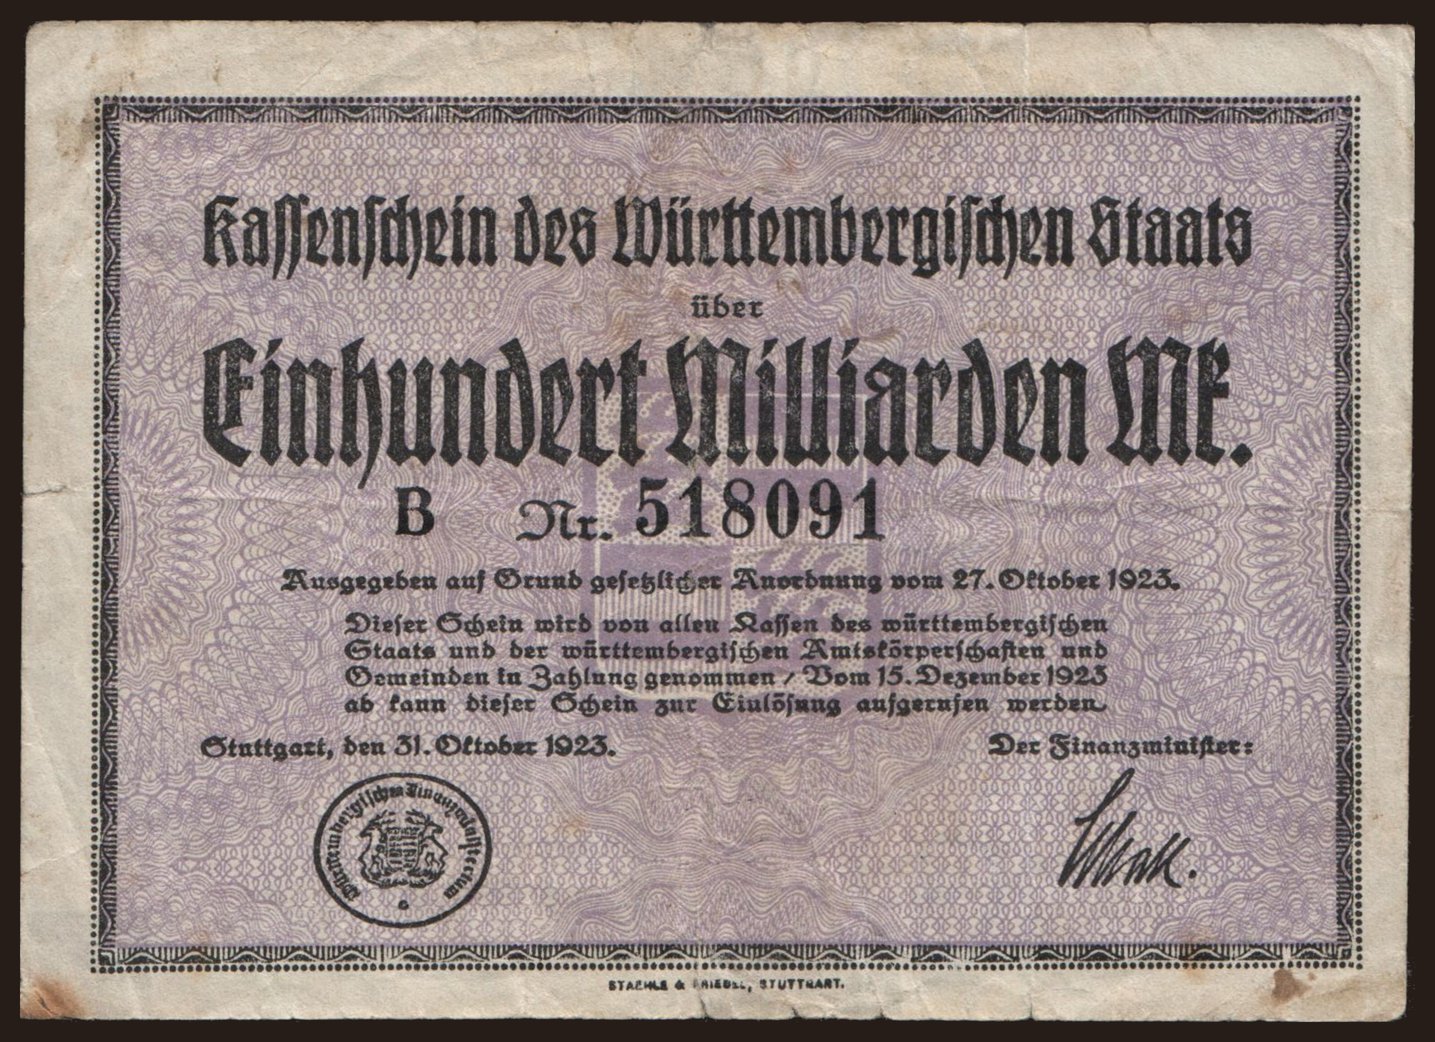 Kassenschein des Württembergischen Staats
über
Einhundert Milliarden Mk.
B Nr. 518091
Ausgegeben auf Grund gesetzlicher Anordnung vom 27. Oktober 1923.
Dieser Schein wird von allen Kassen des württembergischen
Staats und der württembergischen Amtskörperschaften und
Gemeinden in Zahlung genommen / Vom 15. Dezember 1923
ab kann dieser Schein zur Einlösung aufgerufen werden.
Stuttgart, den 31. Oktober 1923.
Der Finanzminister:
Württembergisches Finanzministerium
STAEHLE & FRIEDEL, STUTTGART.